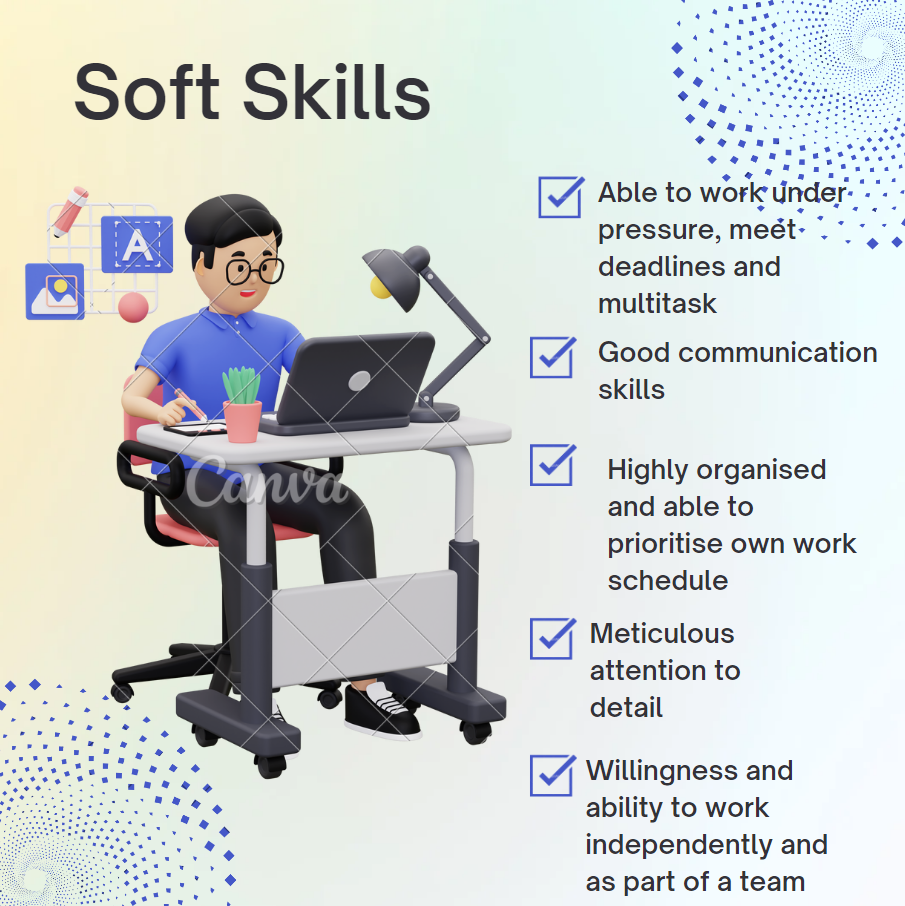 Soft Skills
A
Able to work under
pressure, meet
deadlines and
multitask
Good communication
skills
Canva
Highly organised
and able to
prioritise own work
schedule
Meticulous
attention to
detail
Willingness and
ability to work
independently and
as part of a team